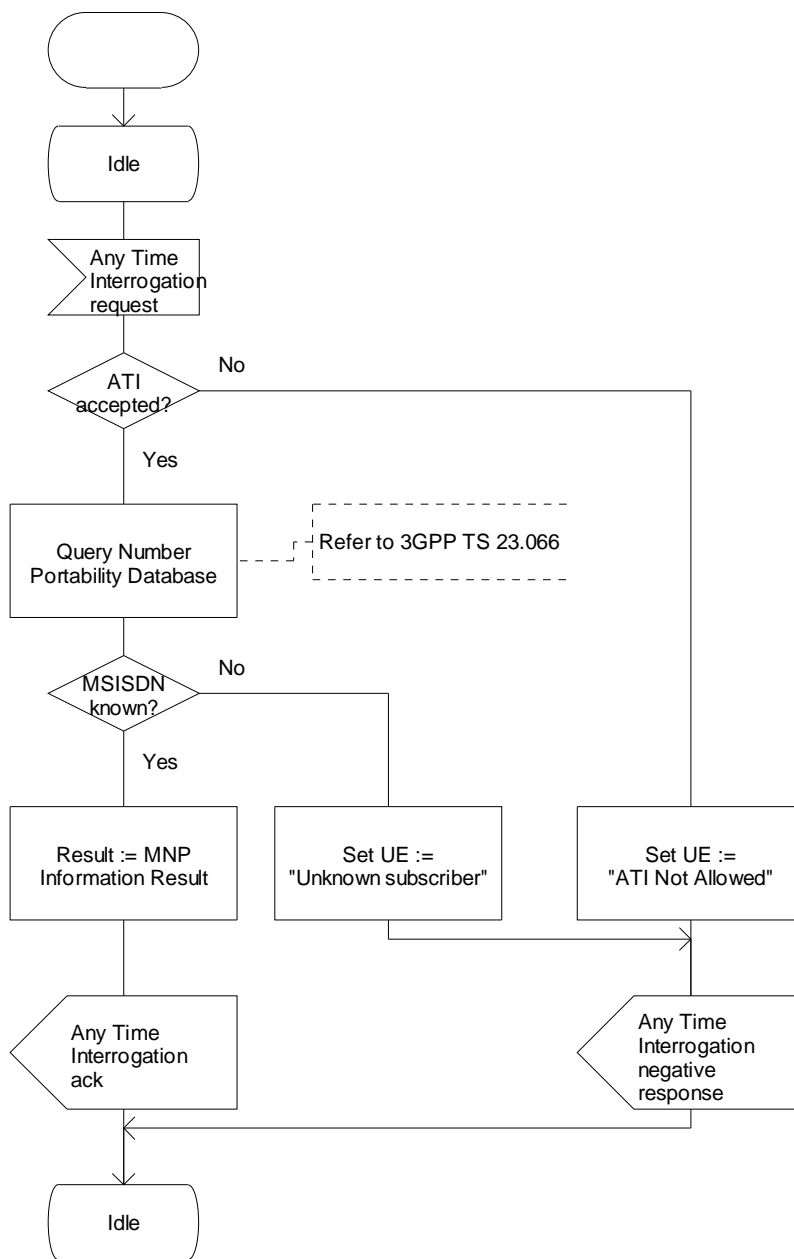 Idle
Any Time
Interrogation
request
ATI
accepted?
No
Yes
Query Number
Portability Database
Refer to 3GPP TS 23.066
MSISDN
known?
No
Yes
Result := MNP
Information Result
Set UE :=
"Unknown subscriber"
Set UE :=
"ATI Not Allowed"
Any Time
Interrogation
ack
Any Time
Interrogation
negative
response
Idle